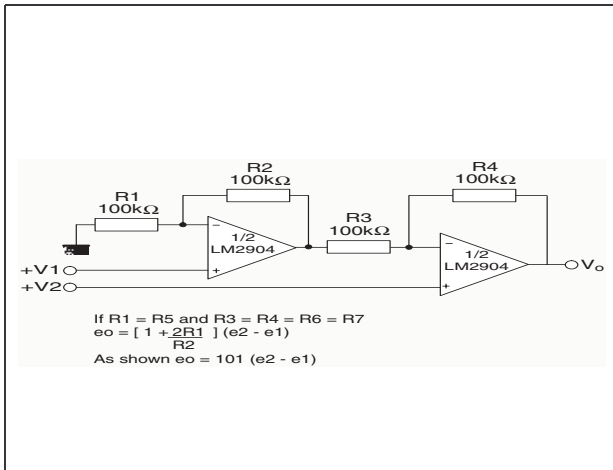 R2
100kΩ
R4
100kΩ
R1
100kΩ
R3
100kΩ
1/2
LM2904
1/2
LM2904
−
+
−
+
+V1
+V2
Vo
If R1 = R5 and R3 = R4 = R6 = R7
eo = [ 1 + 2R1 ] (e2 - e1)
R2
As shown eo = 101 (e2 - e1)